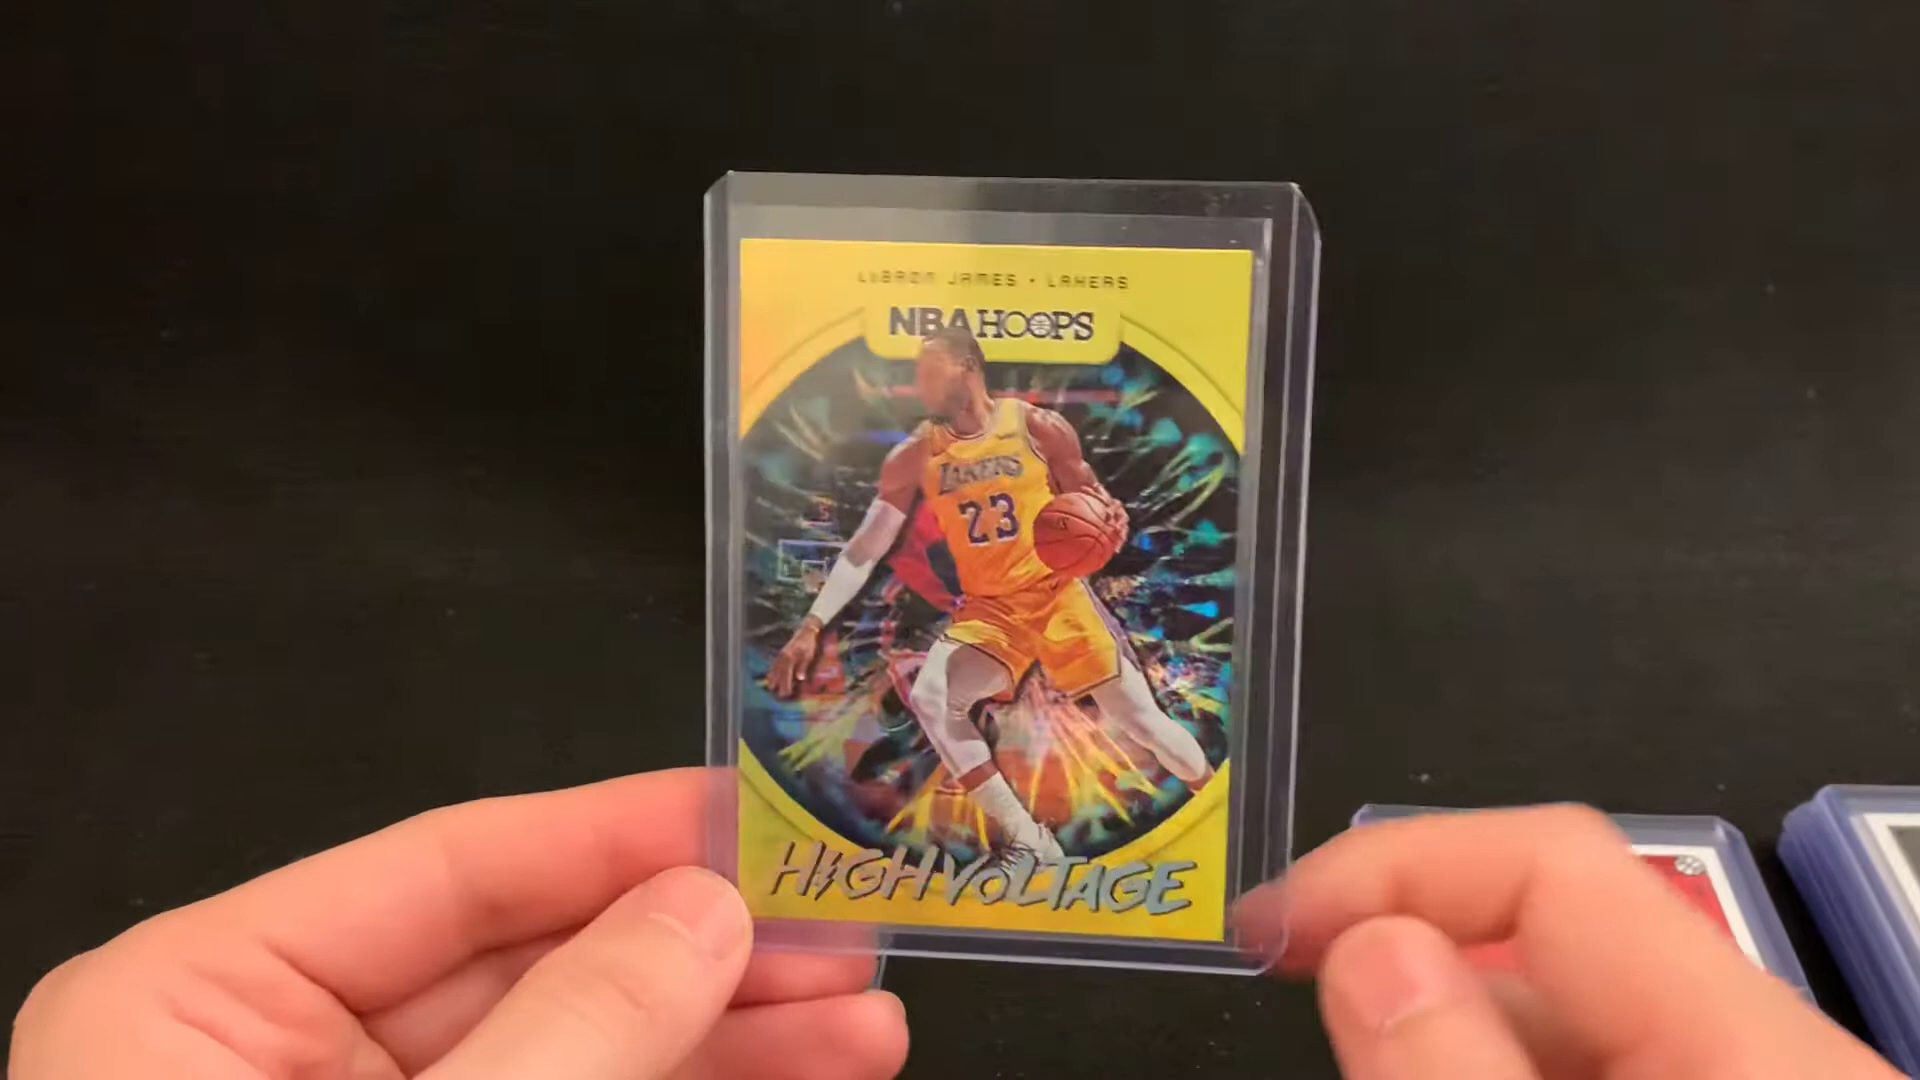 LeBRON JAMES • LAKERS
NBA HOOPS
LAKERS
23
HIGH VOLTAGE